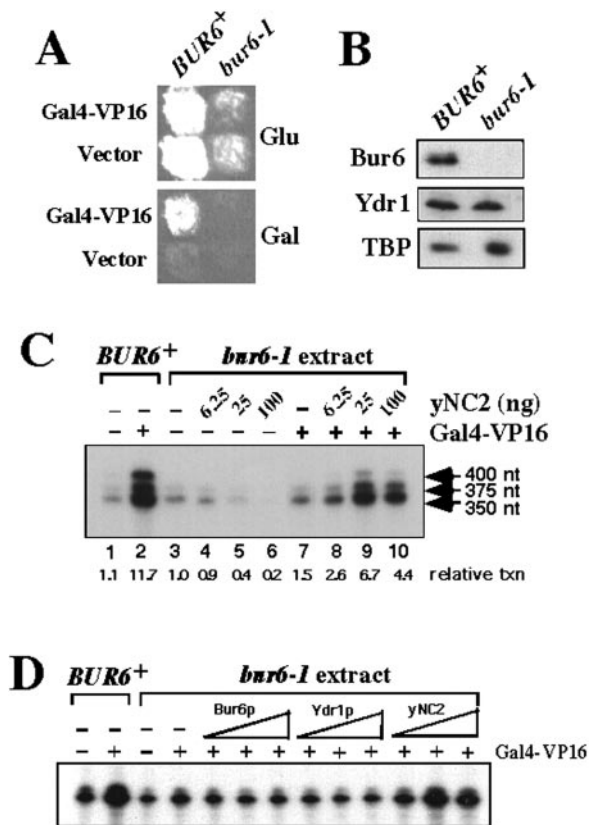 A
BUR6+ bur6-1
Gal4-VP16
Vector
Glu
Gal4-VP16
Vector
Gal
B
BUR6+ bur6-1
Bur6
Ydr1
TBP
C
BUR6+ bur6-1 extract
– – – 6.25 25 100 – 6.25 25 100 yNC2 (ng)
– + – – – – + + + + Gal4-VP16
400 nt
375 nt
350 nt
1 2 3 4 5 6 7 8 9 10
1.1 11.7 1.0 0.9 0.4 0.2 1.5 2.6 6.7 4.4 relative txn
D
BUR6+ bur6-1 extract
– – – – Bur6p Ydr1p yNC2
– + – + + + + + + + + + + Gal4-VP16